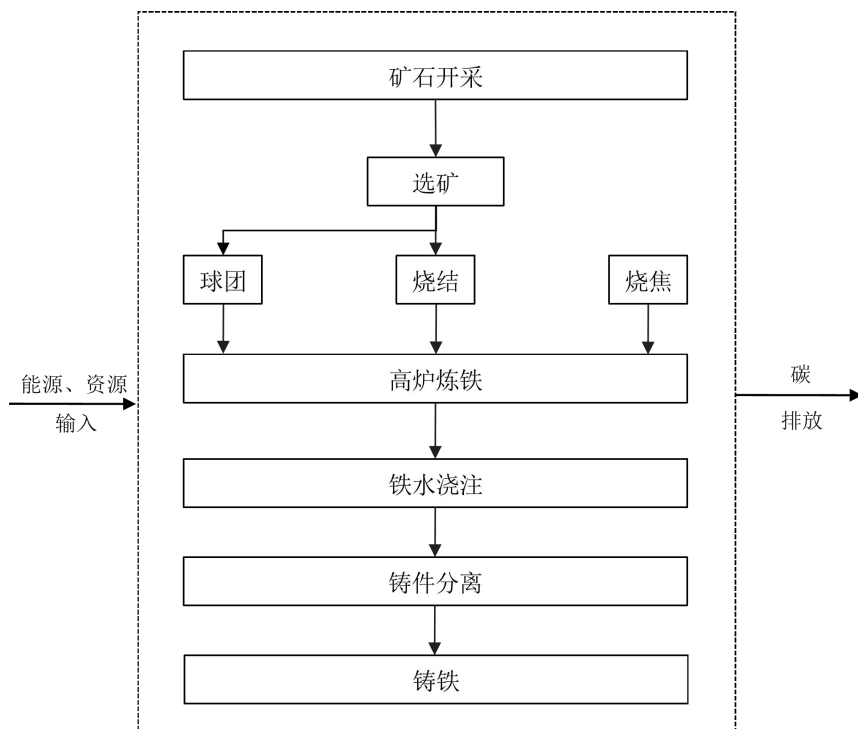 矿石开采
选矿
球团
烧结
烧焦
高炉炼铁
能源、资源
输入
碳
排放
铁水浇注
铸件分离
铸铁